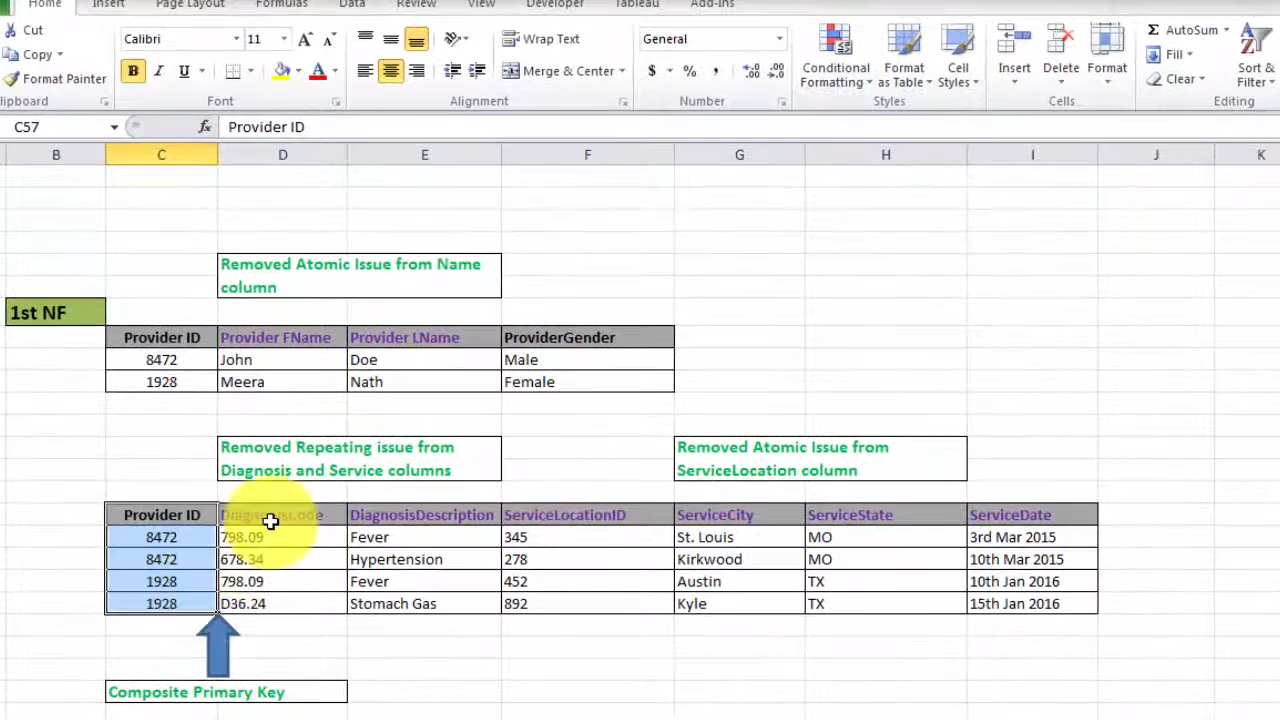 Home Insert Page Layout Formulas Data Review View Developer Tableau Add-Ins
Cut
Copy
Format Painter
lipboard
Calibri 11
B I U
Font
Wrap Text
Merge & Center
Alignment
General
$ % ,
Number
Conditional Formatting
Format as Table
Cell Styles
Styles
Insert Delete Format
Cells
Σ AutoSum
Fill
Clear
Sort & Filter
Editing
C57 fx Provider ID
B C D E F G H I J K
Removed Atomic Issue from Name
column
1st NF
Provider ID Provider FName Provider LName ProviderGender
8472 John Doe Male
1928 Meera Nath Female
Removed Repeating issue from
Diagnosis and Service columns
Removed Atomic Issue from
ServiceLocation column
Provider ID DiagnosisCode DiagnosisDescription ServiceLocationID ServiceCity ServiceState ServiceDate
8472 798.09 Fever 345 St. Louis MO 3rd Mar 2015
8472 678.34 Hypertension 278 Kirkwood MO 10th Mar 2015
1928 798.09 Fever 452 Austin TX 10th Jan 2016
1928 D36.24 Stomach Gas 892 Kyle TX 15th Jan 2016
Composite Primary Key